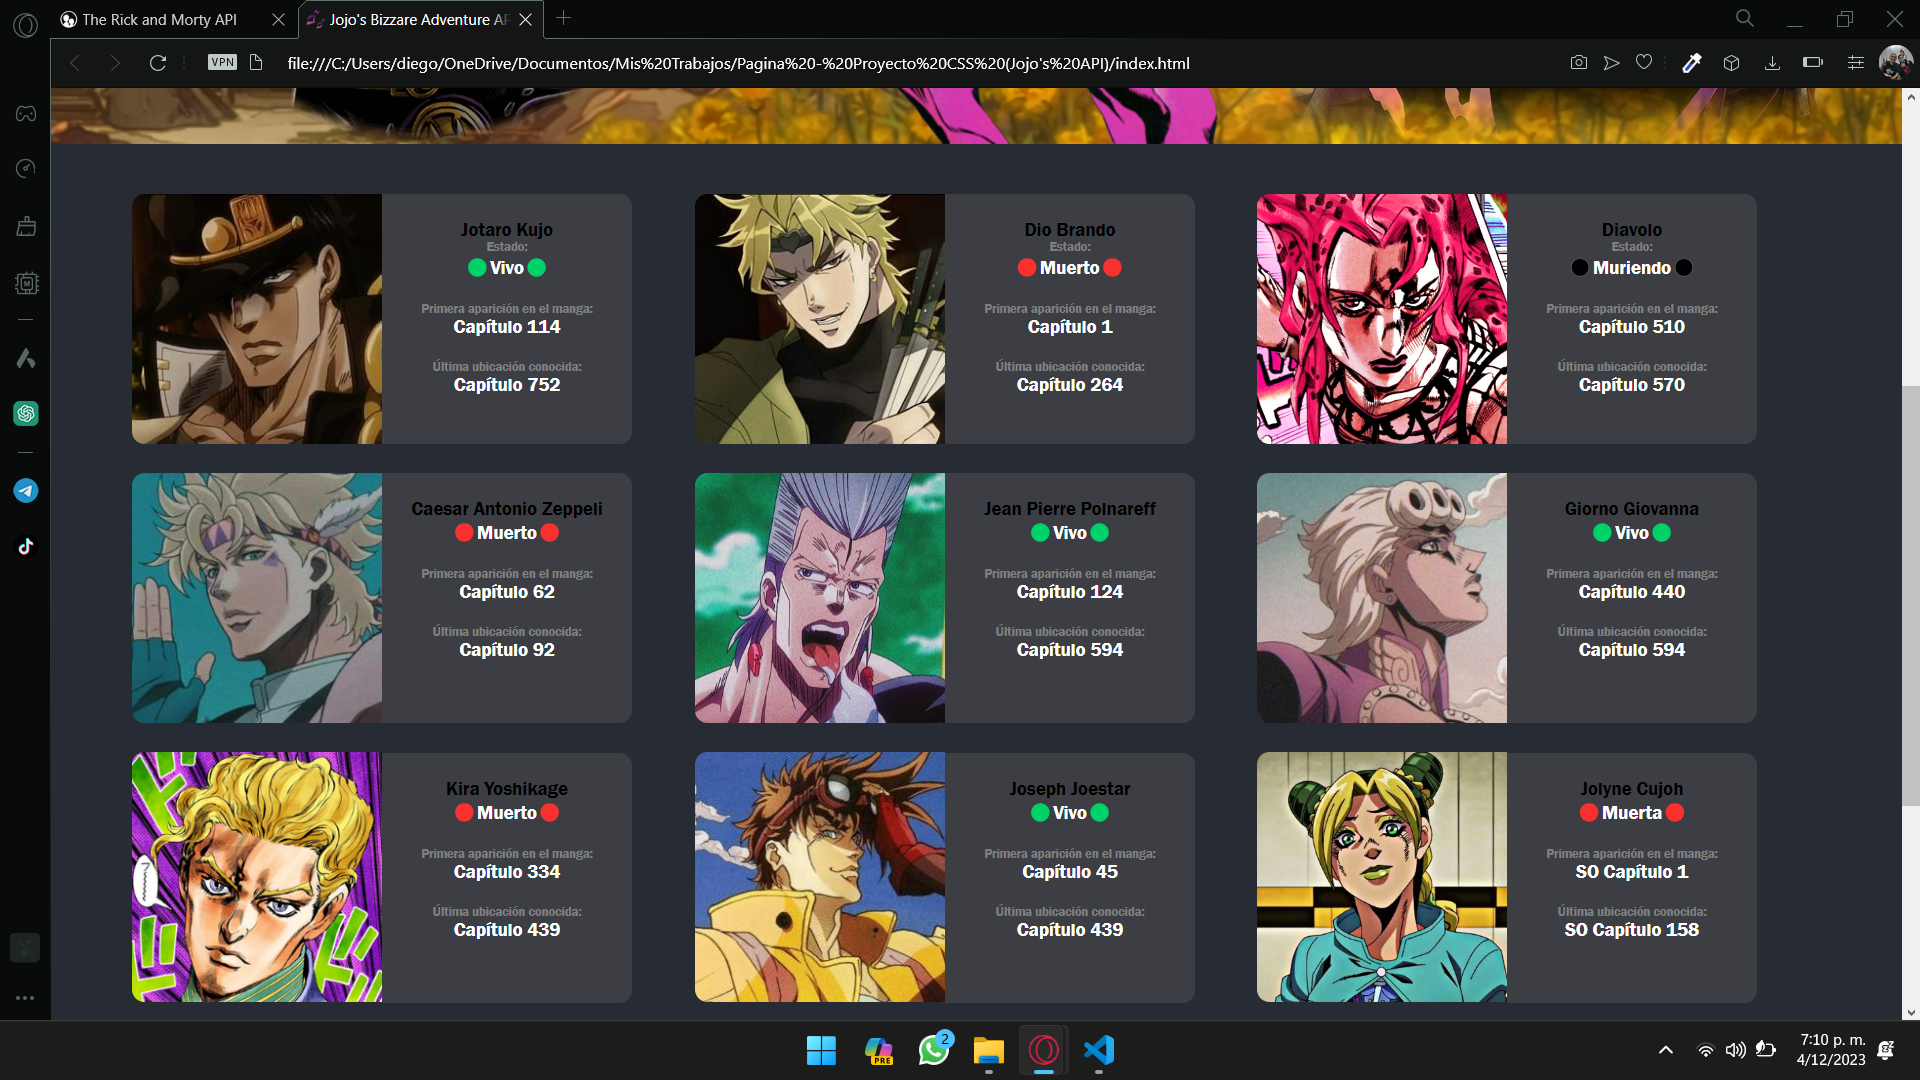 The Rick and Morty API
Jojo's Bizzare Adventure AP
VPN
file:///C:/Users/diego/OneDrive/Documentos/Mis%20Trabajos/Pagina%20-%20Proyecto%20CSS%20(Jojo's%20API)/index.html
Jotaro Kujo
Estado:
Vivo
Primera aparición en el manga:
Capítulo 114
Última ubicación conocida:
Capítulo 752
Dio Brando
Estado:
Muerto
Primera aparición en el manga:
Capítulo 1
Última ubicación conocida:
Capítulo 264
Diavolo
Estado:
Muriendo
Primera aparición en el manga:
Capítulo 510
Última ubicación conocida:
Capítulo 570
Caesar Antonio Zeppeli
Muerto
Primera aparición en el manga:
Capítulo 62
Última ubicación conocida:
Capítulo 92
Jean Pierre Polnareff
Vivo
Primera aparición en el manga:
Capítulo 124
Última ubicación conocida:
Capítulo 594
Giorno Giovanna
Vivo
Primera aparición en el manga:
Capítulo 440
Última ubicación conocida:
Capítulo 594
Kira Yoshikage
Muerto
Primera aparición en el manga:
Capítulo 334
Última ubicación conocida:
Capítulo 439
Joseph Joestar
Vivo
Primera aparición en el manga:
Capítulo 45
Última ubicación conocida:
Capítulo 439
Jolyne Cujoh
Muerta
Primera aparición en el manga:
SO Capítulo 1
Última ubicación conocida:
SO Capítulo 158
PRE
2
7:10 p. m.
4/12/2023